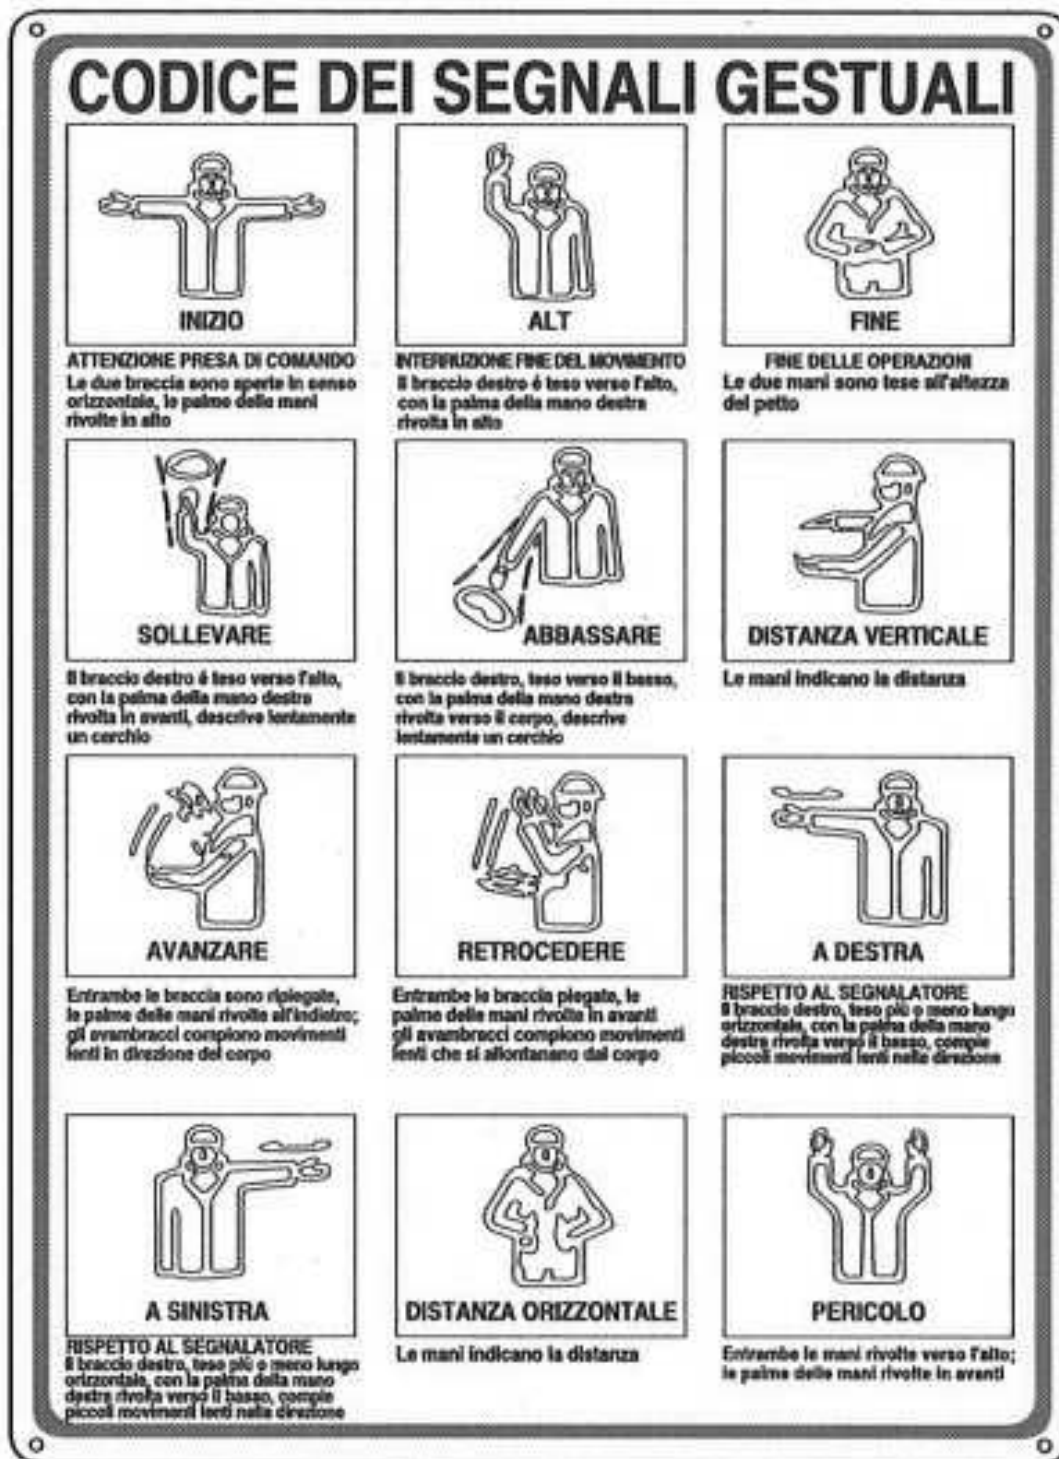 CODICE DEI SEGNALI GESTUALI
INIZIO
ATTENZIONE PRESA DI COMANDO
Le due braccia sono aperte in senso
orizzontale, le palme delle mani
rivolte in alto
ALT
INTERRUZIONE FINE DEL MOVIMENTO
Il braccio destro é teso verso l'alto,
con la palma della mano destra
rivolta in alto
FINE
FINE DELLE OPERAZIONI
Le due mani sono tese all'altezza
del petto
SOLLEVARE
Il braccio destro é teso verso l'alto,
con la palma della mano destra
rivolta in avanti, descrive lentamente
un cerchio
ABBASSARE
Il braccio destro, teso verso il basso,
con la palma della mano destra
rivolta verso il corpo, descrive
lentamente un cerchio
DISTANZA VERTICALE
Le mani indicano la distanza
AVANZARE
Entrambe le braccia sono ripiegate,
le palme delle mani rivolte all'indietro;
gli avambracci compiono movimenti
lenti in direzione del corpo
RETROCEDERE
Entrambe le braccia piegate, le
palme delle mani rivolte in avanti
gli avambracci compiono movimenti
lenti che si allontanano dal corpo
A DESTRA
RISPETTO AL SEGNALATORE
Il braccio destro, teso più o meno lungo
orizzontale, con la palma della mano
destra rivolta verso il basso, compie
piccoli movimenti lenti nella direzione
A SINISTRA
RISPETTO AL SEGNALATORE
Il braccio destro, teso più o meno lungo
orizzontale, con la palma della mano
destra rivolta verso il basso, compie
piccoli movimenti lenti nella direzione
DISTANZA ORIZZONTALE
Le mani indicano la distanza
PERICOLO
Entrambe le mani rivolte verso l'alto;
le palme delle mani rivolte in avanti